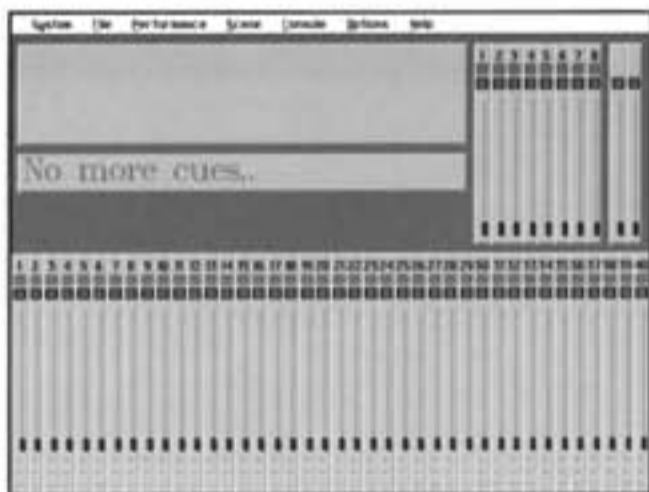 System File Performance Scene Console Options Help
1 2 3 4 5 6 7 8
No more cues..
1 2 3 4 5 6 7 8 9 10 11 12 13 14 15 16 17 18 19 20 21 22 23 24 25 26 27 28 29 30 31 32 33 34 35 36 37 38 39 40